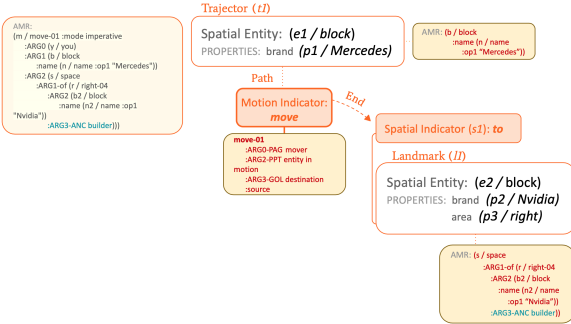 AMR:
(m / move-01 :mode imperative
:ARG0 (y / you)
:ARG1 (b / block
:name (n / name :op1 "Mercedes"))
:ARG2 (s / space
:ARG1-of (r / right-04
:ARG2 (b2 / block
:name (n2 / name :op1
"Nvidia"))
:ARG3-ANC builder)))
Trajector (t1)
Spatial Entity: (e1 / block)
PROPERTIES: brand (p1 / Mercedes)
AMR: (b / block
:name (n / name
:op1 "Mercedes"))
Path
Motion Indicator:
move
End
move-01
:ARG0-PAG mover
:ARG2-PPT entity in
motion
:ARG3-GOL destination
:source
Spatial Indicator (s1): to
Landmark (l1)
Spatial Entity: (e2 / block)
PROPERTIES: brand (p2 / Nvidia)
area (p3 / right)
AMR: (s / space
:ARG1-of (r / right-04
:ARG2 (b2 / block
:name (n2 / name
:op1 "Nvidia"))
:ARG3-ANC builder))